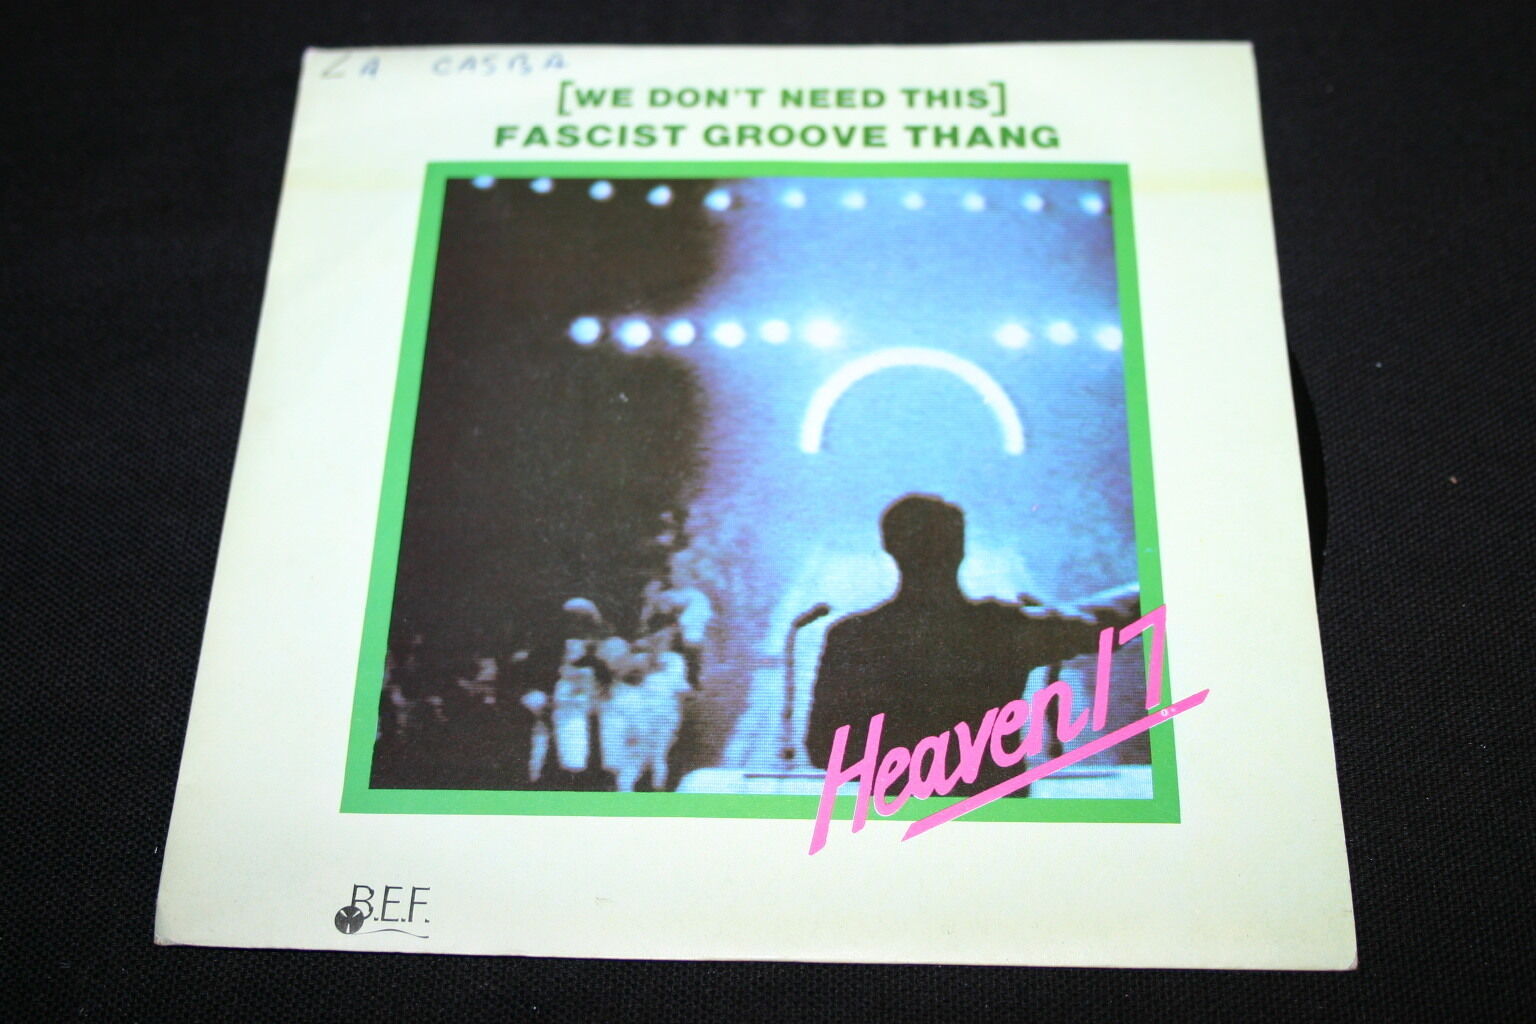 LA CASBA
[WE DON'T NEED THIS]
FASCIST GROOVE THANG
Heaven 17
B.E.F.